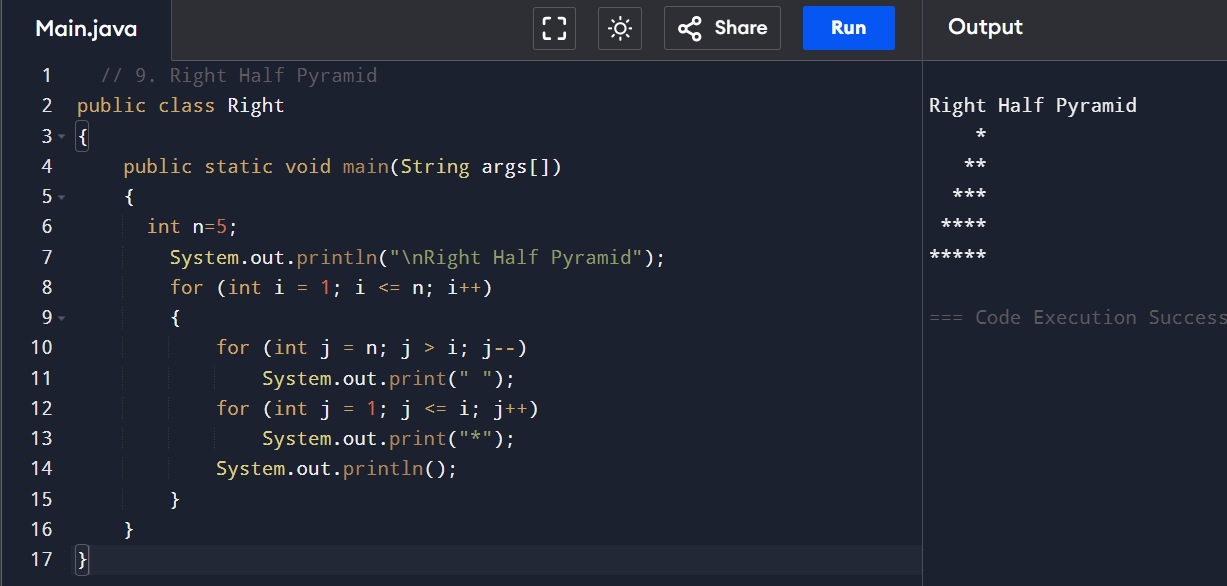 Main.java
Share
Run
Output
1 // 9. Right Half Pyramid
2 public class Right
3 {
4 public static void main(String args[])
5 {
6 int n=5;
7 System.out.println("\nRight Half Pyramid");
8 for (int i = 1; i <= n; i++)
9 {
10 for (int j = n; j > i; j--)
11 System.out.print(" ");
12 for (int j = 1; j <= i; j++)
13 System.out.print("*");
14 System.out.println();
15 }
16 }
17 }
Right Half Pyramid
    *
   **
  ***
 ****
*****
=== Code Execution Success